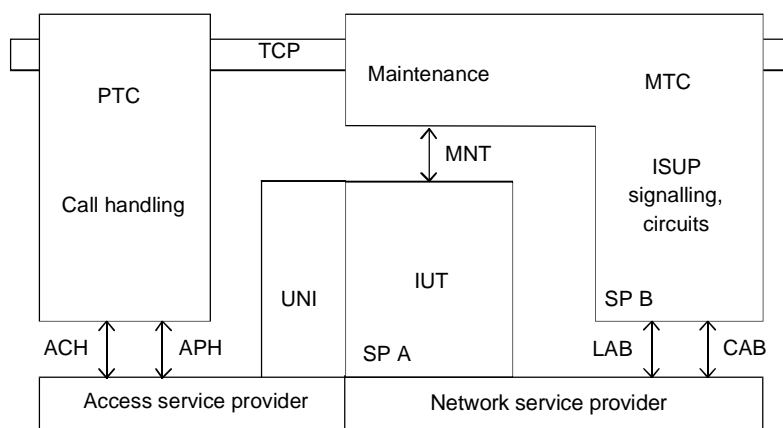 TCP
Maintenance
MTC
PTC
MNT
Call handling
ISUP
signalling,
circuits
UNI
IUT
SP B
SP A
ACH
APH
LAB
CAB
Access service provider
Network service provider